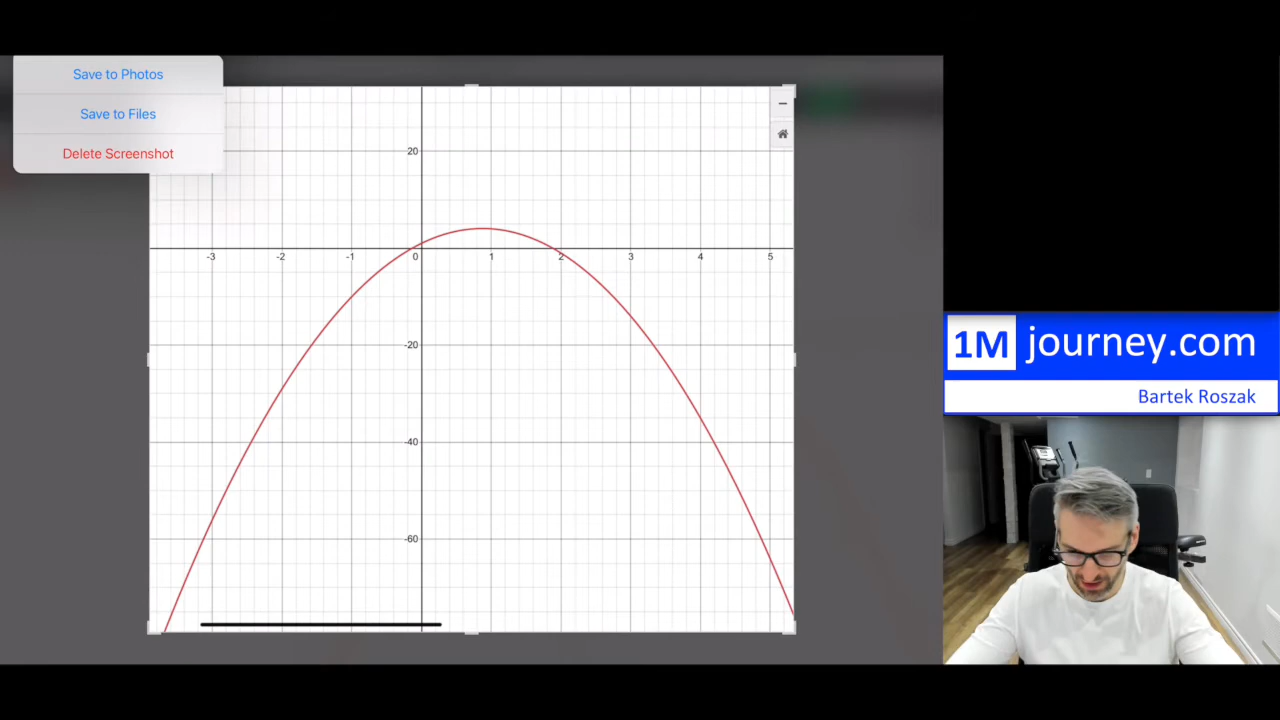 Save to Photos
Save to Files
Delete Screenshot
20
-3 -2 -1 0 1 2 3 4 5
-20
-40
-60
1M journey.com
Bartek Roszak